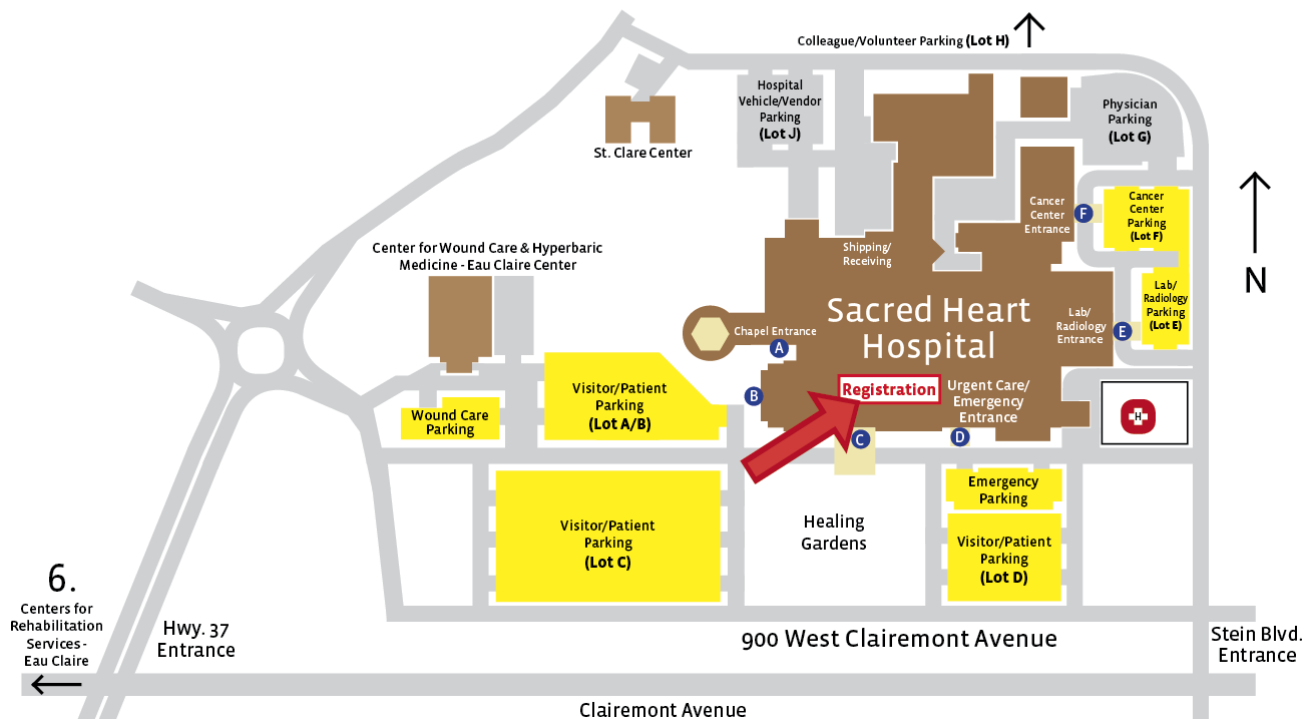 Colleague/Volunteer Parking (Lot H)
Hospital
Vehicle/Vendor
Parking
(Lot J)
Physician
Parking
(Lot G)
St. Clare Center
Cancer
Center
Entrance
F
Cancer
Center
Parking
(Lot F)
Center for Wound Care & Hyperbaric
Medicine - Eau Claire Center
Shipping/
Receiving
N
Sacred Heart
Hospital
Chapel Entrance
A
Lab/
Radiology
Entrance
E
Lab/
Radiology
Parking
(Lot E)
Visitor/Patient
Parking
(Lot A/B)
B
Registration
Urgent Care/
Emergency
Entrance
H
Wound Care
Parking
C
D
Emergency
Parking
Visitor/Patient
Parking
(Lot C)
Healing
Gardens
Visitor/Patient
Parking
(Lot D)
6.
Centers for
Rehabilitation
Services -
Eau Claire
Hwy. 37
Entrance
900 West Clairemont Avenue
Stein Blvd.
Entrance
Clairemont Avenue